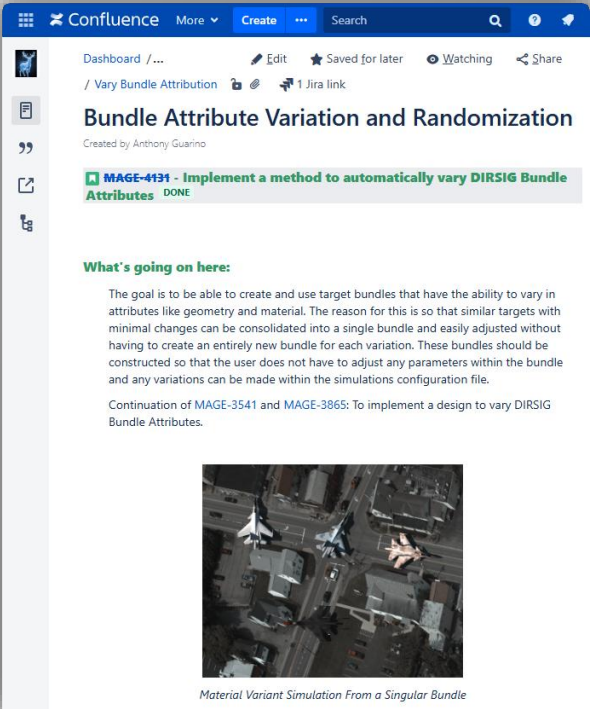 Confluence More Create ••• Search
Dashboard /... Edit Saved for later Watching Share
/ Vary Bundle Attribution 1 Jira link
Bundle Attribute Variation and Randomization
Created by Anthony Guarino
MAGE-4131 - Implement a method to automatically vary DIRSIG Bundle
Attributes DONE
What's going on here:
The goal is to be able to create and use target bundles that have the ability to vary in
attributes like geometry and material. The reason for this is so that similar targets with
minimal changes can be consolidated into a single bundle and easily adjusted without
having to create an entirely new bundle for each variation. These bundles should be
constructed so that the user does not have to adjust any parameters within the bundle
and any variations can be made within the simulations configuration file.
Continuation of MAGE-3541 and MAGE-3865: To implement a design to vary DIRSIG
Bundle Attributes.
Material Variant Simulation From a Singular Bundle